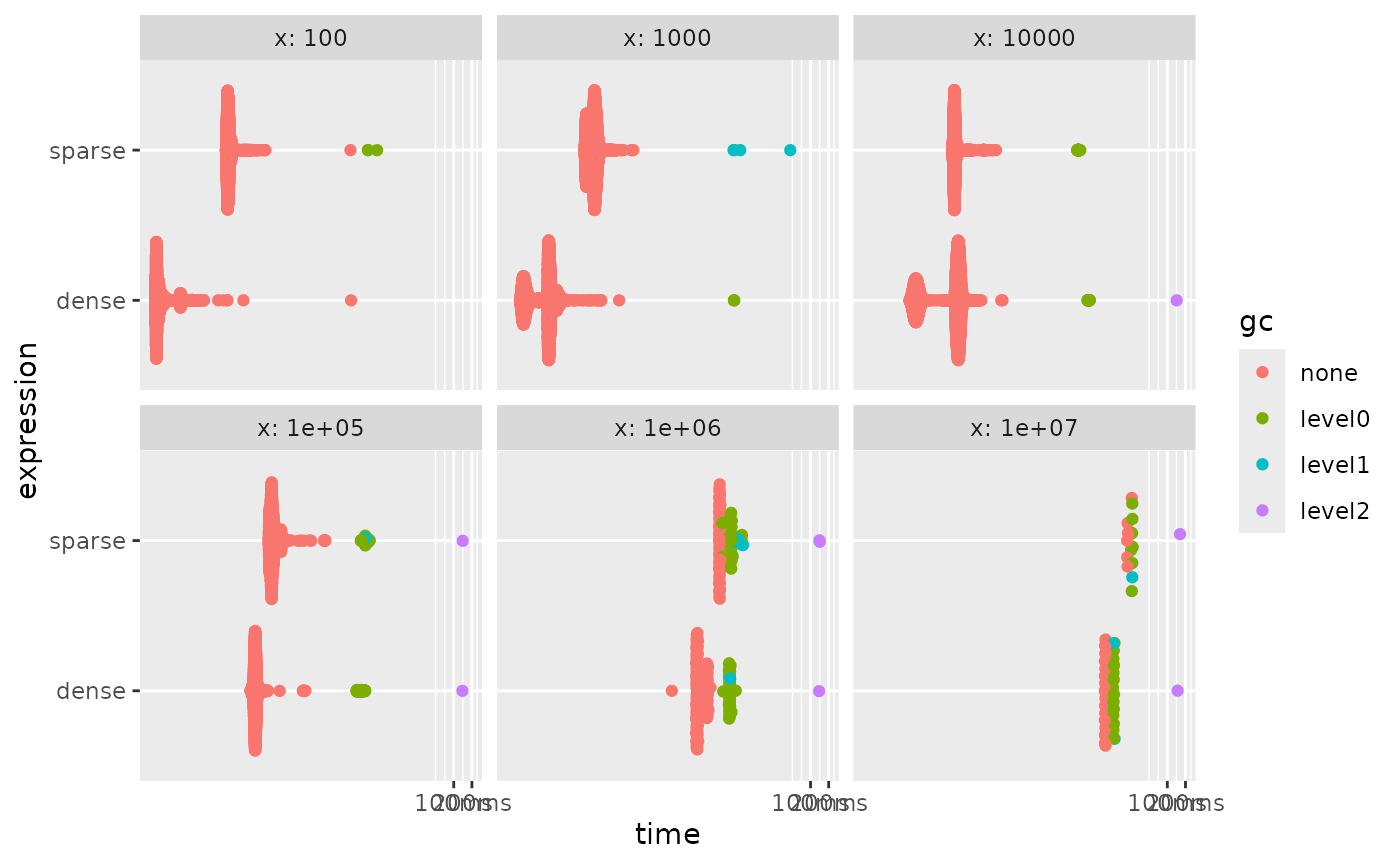 x: 100
x: 1000
x: 10000
sparse
dense
x: 1e+05
x: 1e+06
x: 1e+07
sparse
dense
100ms 200ms 100ms 200ms 100ms 200ms
time
expression
gc
none
level0
level1
level2